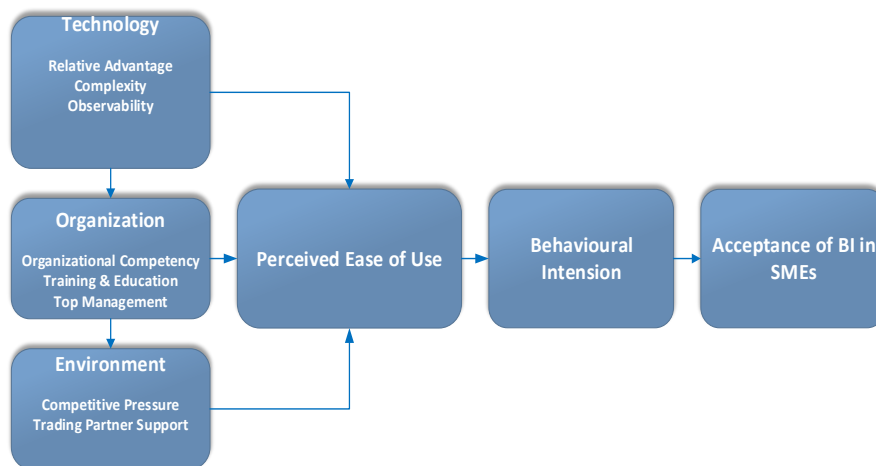 Technology
Relative Advantage
Complexity
Observability
Organization
Organizational Competency
Training & Education
Top Management
Environment
Competitive Pressure
Trading Partner Support
Perceived Ease of Use
Behavioural
Intension
Acceptance of BI in
SMEs